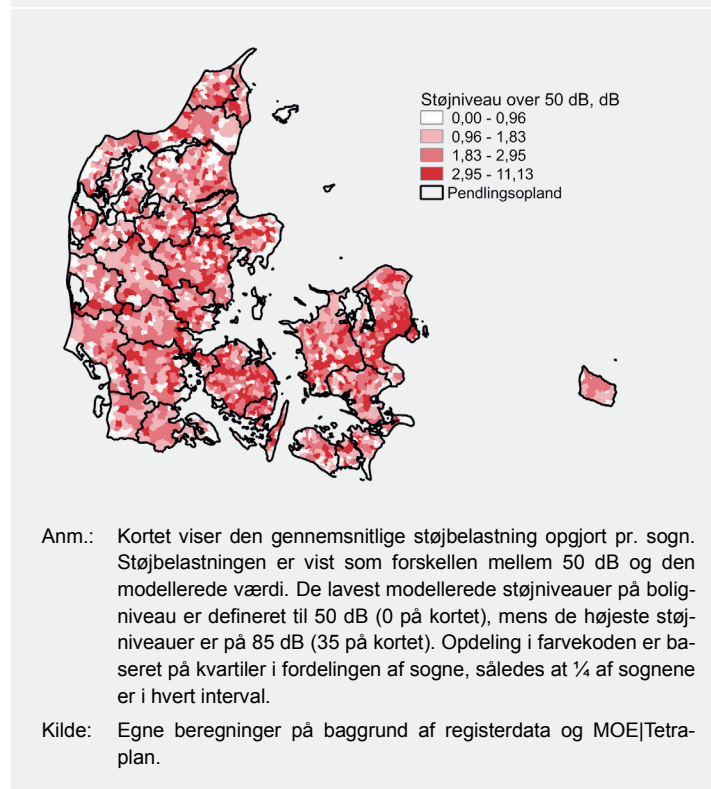 Støjniveau over 50 dB, dB
0,00 - 0,96
0,96 - 1,83
1,83 - 2,95
2,95 - 11,13
Pendlingsopland
Anm.: Kortet viser den gennemsnitlige støjbelastning opgjort pr. sogn.
Støjbelastningen er vist som forskellen mellem 50 dB og den
modellerede værdi. De lavest modellerede støjniveauer på bolig-
niveau er defineret til 50 dB (0 på kortet), mens de højeste støj-
niveauer er på 85 dB (35 på kortet). Opdeling i farvekoden er ba-
seret på kvartiler i fordelingen af sogne, således at ¼ af sognene
er i hvert interval.
Kilde: Egne beregninger på baggrund af registerdata og MOE|Tetra-
plan.